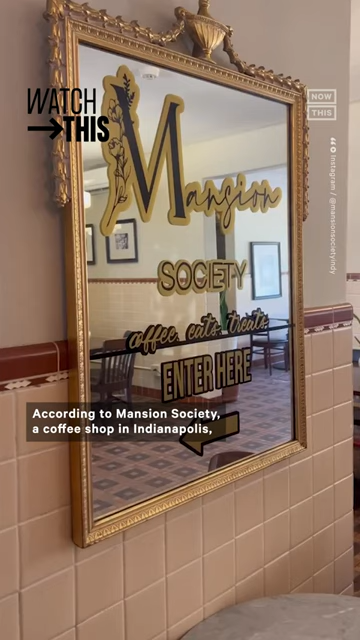 WATCH
THIS
NOW
THIS
Instagram / @mansionsocietyindy
Mansion
SOCIETY
coffee. eats. treats.
ENTER HERE
According to Mansion Society,
a coffee shop in Indianapolis,